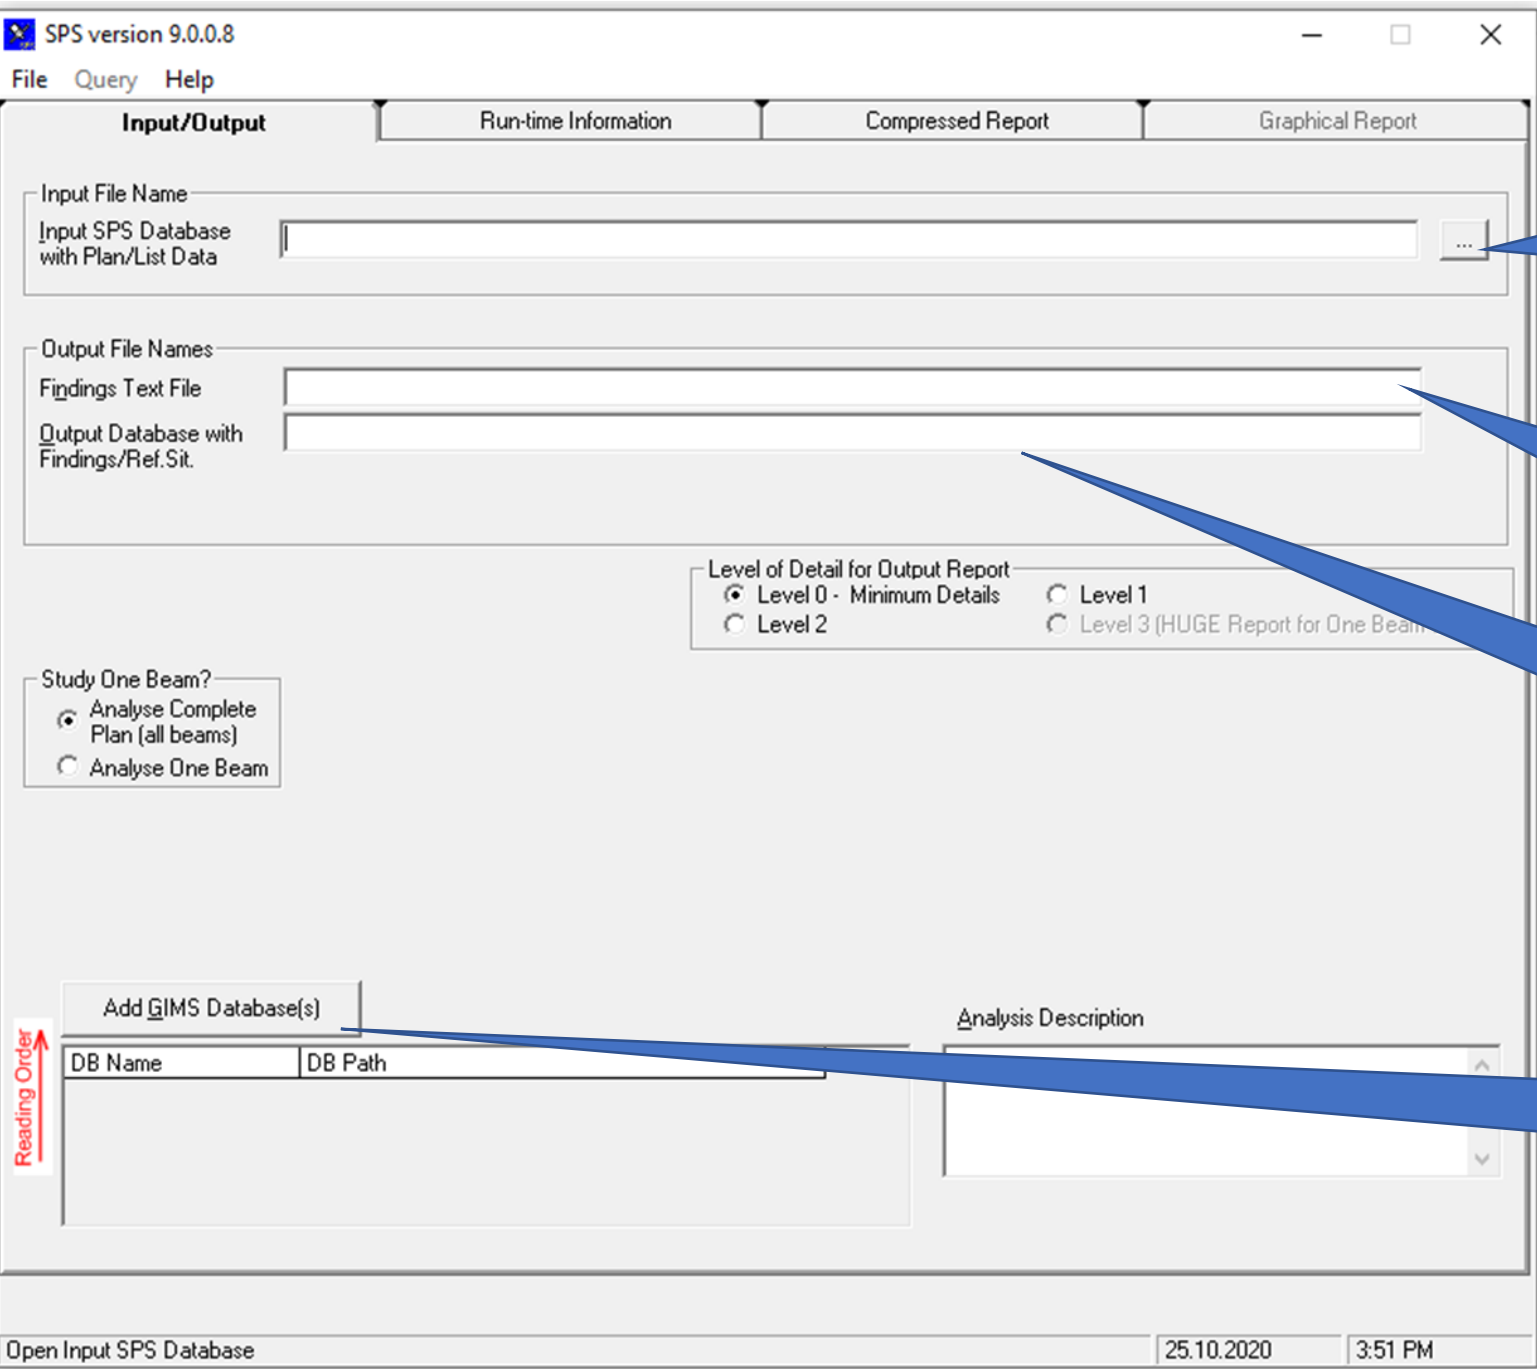 SPS version 9.0.0.8
File Query Help
Input/Output Run-time Information Compressed Report Graphical Report
Input File Name
Input SPS Database
with Plan/List Data
...
Output File Names
Findings Text File
Output Database with
Findings/Ref.Sit.
Level of Detail for Output Report
Level 0 - Minimum Details
Level 1
Level 2
Level 3 (HUGE Report for One Beam
Study One Beam?
Analyse Complete
Plan (all beams)
Analyse One Beam
Add GIMS Database(s)
Analysis Description
Reading Order
DB Name DB Path
Open Input SPS Database 25.10.2020 3:51 PM